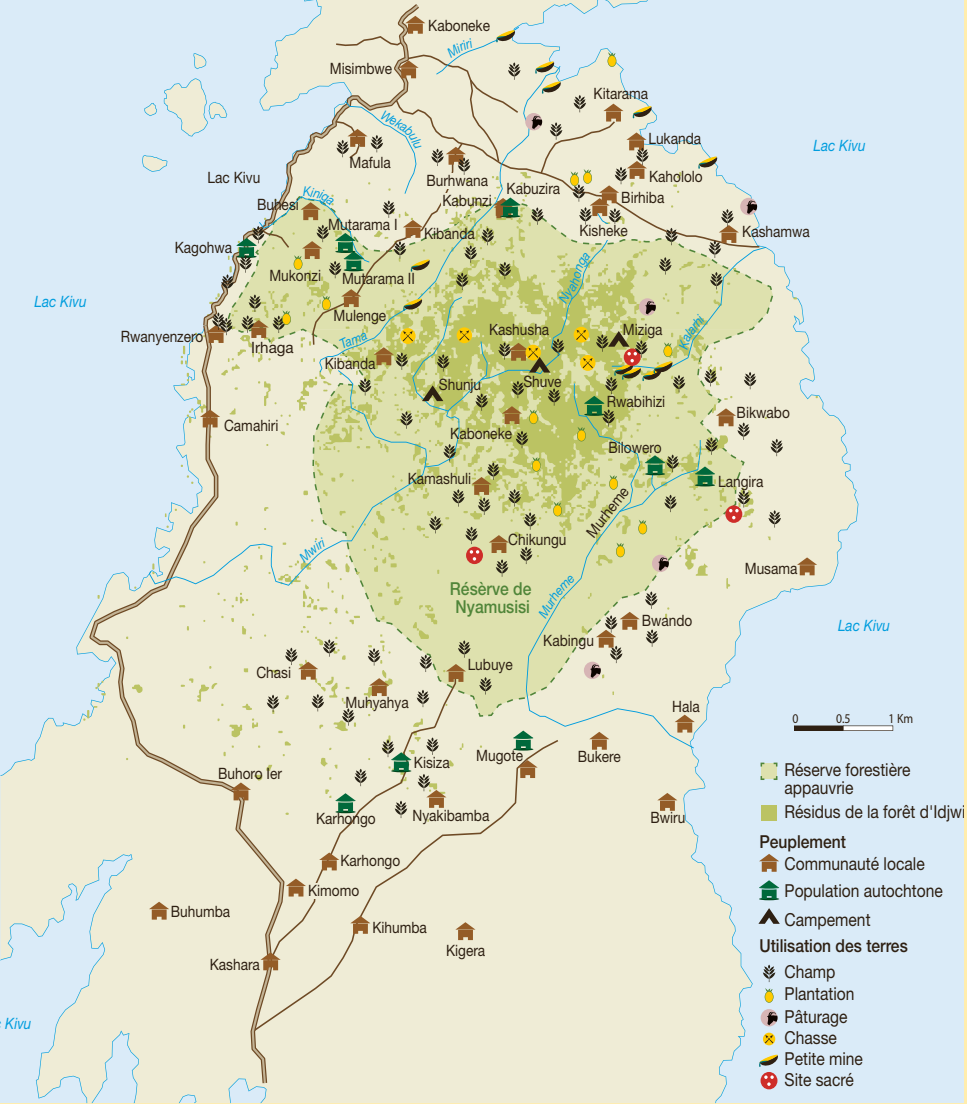 Kaboneke
Miriri
Misimbwe
Kitarama
Wekabulu
Lukanda
Lac Kivu
Mafula
Lac Kivu
Burhwana
Kabuzira
Kahololo
Kiniga
Kabunzi
Birhiba
Buhesi
Mutarama I
Kibanda
Kisheke
Kashamwa
Kagohwa
Mukonzi
Mutarama II
Nyahonga
Lac Kivu
Mulenge
Rwanyenzero
Irhaga
Tama
Kashusha
Miziga
Kalerhi
Kibanda
Shunju
Shuve
Rwabihizi
Camahiri
Kaboneke
Bikwabo
Bilowero
Kamashuli
Langira
Murheme
Chikungu
Mwiri
Musama
Résèrve de
Nyamusisi
Murheme
Bwando
Lac Kivu
Kabingu
Lubuye
Chasi
Muhyahya
Hala
0 0.5 1 Km
Mugote
Bukere
Kisiza
Buhoro Ier
Karhongo
Nyakibamba
Bwiru
Réserve forestière
appauvrie
Résidus de la forêt d'Idjwi
Peuplement
Communauté locale
Population autochtone
Campement
Utilisation des terres
Champ
Plantation
Pâturage
Chasse
Petite mine
Site sacré
Karhongo
Kimomo
Buhumba
Kihumba
Kigera
Kashara
Kivu